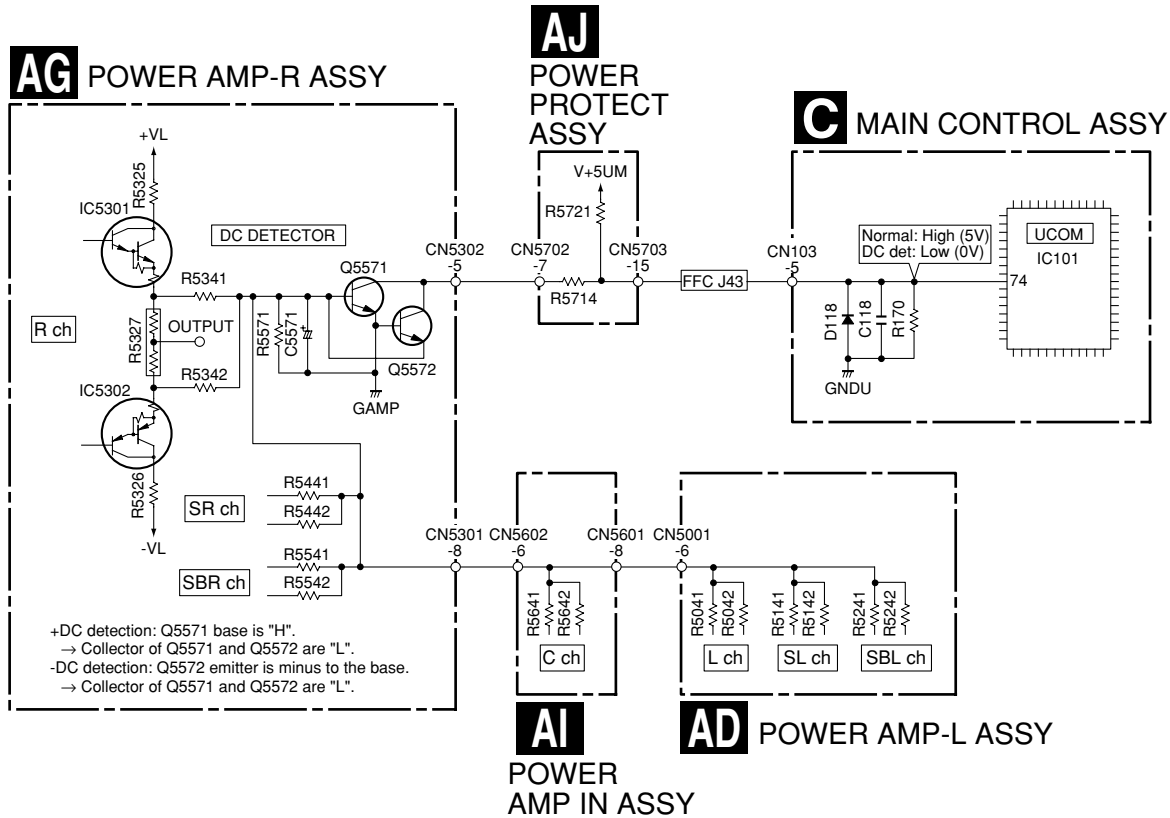 AG POWER AMP-R ASSY
+VL
R5325
IC5301
DC DETECTOR
R5341
Q5571
CN5302
-5
R ch
R5327
OUTPUT
R5571
C5571
+
Q5572
R5342
GAMP
IC5302
R5326
-VL
SR ch
R5441
R5442
SBR ch
R5541
R5542
CN5301
-8
+DC detection: Q5571 base is "H".
→ Collector of Q5571 and Q5572 are "L".
-DC detection: Q5572 emitter is minus to the base.
→ Collector of Q5571 and Q5572 are "L".
AJ
POWER
PROTECT
ASSY
V+5UM
R5721
CN5702
-7
CN5703
-15
R5714
FFC J43
C MAIN CONTROL ASSY
CN103
-5
Normal: High (5V)
DC det: Low (0V)
UCOM
IC101
74
D118
C118
R170
GNDU
CN5602
-6
CN5601
-8
R5641
R5642
C ch
AI
POWER
AMP IN ASSY
CN5001
-6
R5041
R5042
R5141
R5142
R5241
R5242
L ch
SL ch
SBL ch
AD POWER AMP-L ASSY